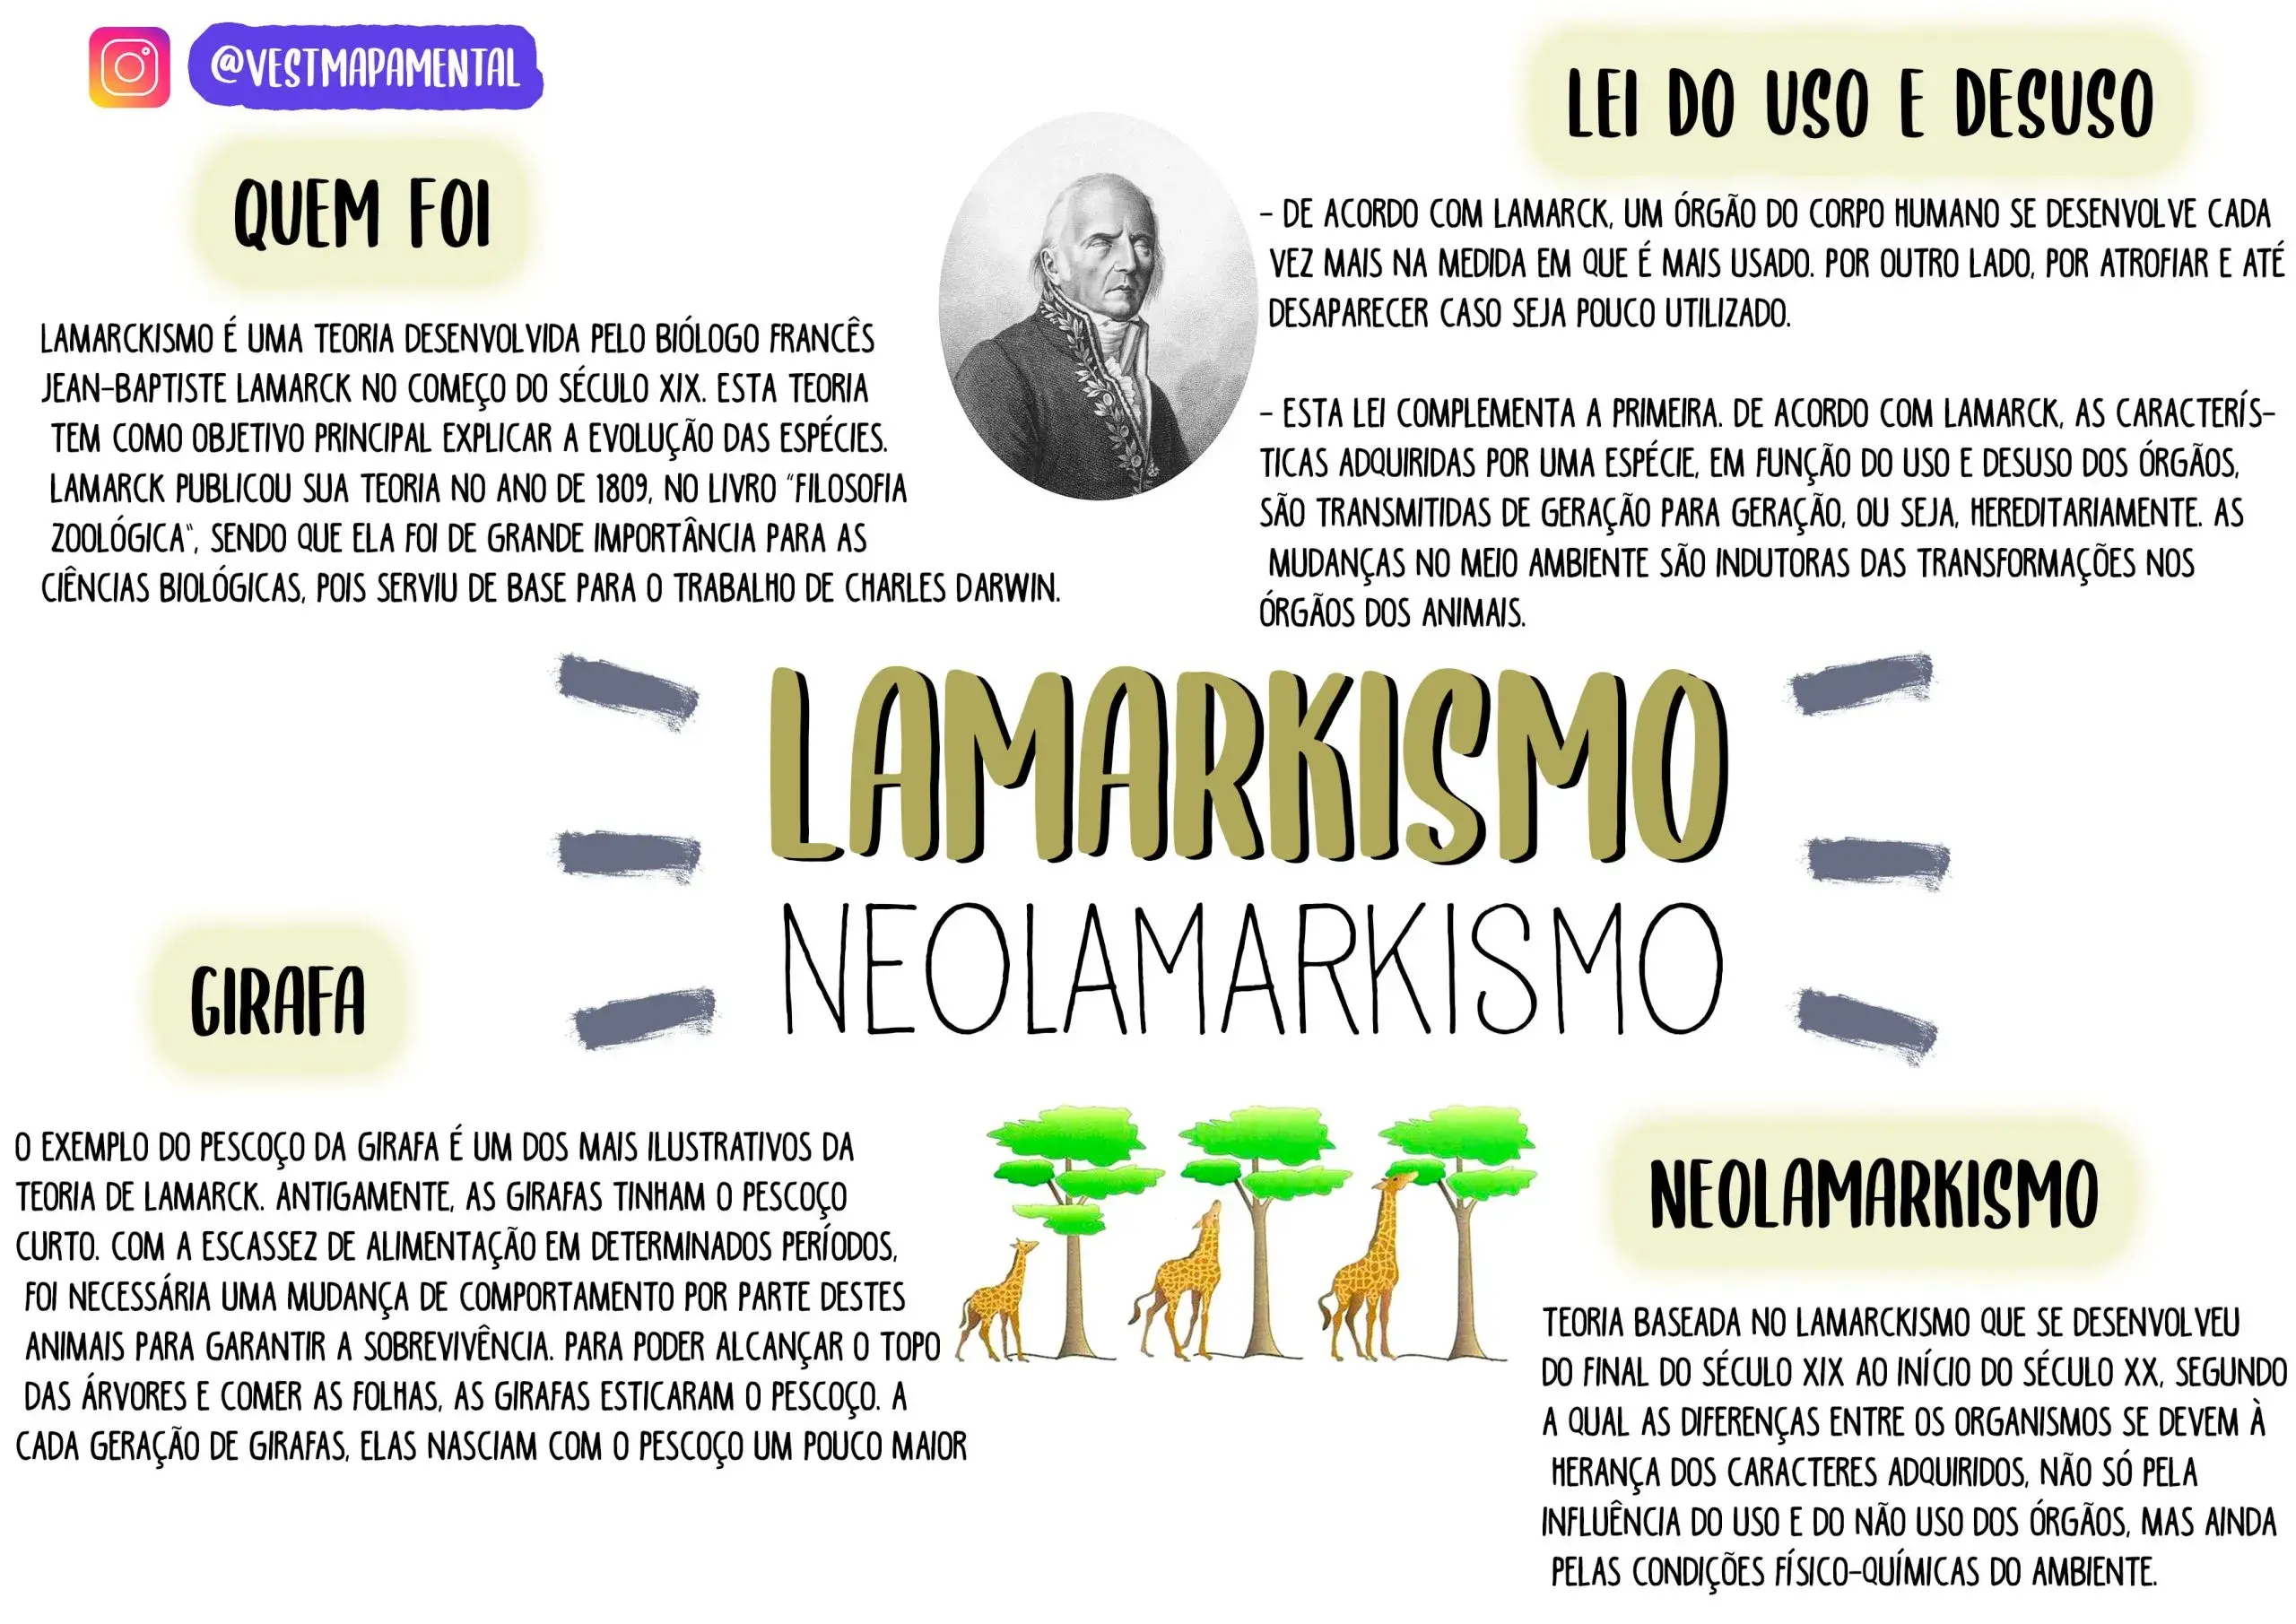 @VESTMAPAMENTAL
QUEM FOI
LAMARCKISMO É UMA TEORIA DESENVOLVIDA PELO BIÓLOGO FRANCÊS
JEAN-BAPTISTE LAMARCK NO COMEÇO DO SÉCULO XIX. ESTA TEORIA
TEM COMO OBJETIVO PRINCIPAL EXPLICAR A EVOLUÇÃO DAS ESPÉCIES.
LAMARCK PUBLICOU SUA TEORIA NO ANO DE 1809, NO LIVRO "FILOSOFIA
ZOOLÓGICA", SENDO QUE ELA FOI DE GRANDE IMPORTÂNCIA PARA AS
CIÊNCIAS BIOLÓGICAS, POIS SERVIU DE BASE PARA O TRABALHO DE CHARLES DARWIN.
LEI DO USO E DESUSO
- DE ACORDO COM LAMARCK, UM ÓRGÃO DO CORPO HUMANO SE DESENVOLVE CADA
VEZ MAIS NA MEDIDA EM QUE É MAIS USADO. POR OUTRO LADO, POR ATROFIAR E ATÉ
DESAPARECER CASO SEJA POUCO UTILIZADO.
- ESTA LEI COMPLEMENTA A PRIMEIRA. DE ACORDO COM LAMARCK, AS CARACTERÍS-
TICAS ADQUIRIDAS POR UMA ESPÉCIE, EM FUNÇÃO DO USO E DESUSO DOS ÓRGÃOS,
SÃO TRANSMITIDAS DE GERAÇÃO PARA GERAÇÃO, OU SEJA, HEREDITARIAMENTE. AS
MUDANÇAS NO MEIO AMBIENTE SÃO INDUTORAS DAS TRANSFORMAÇÕES NOS
ÓRGÃOS DOS ANIMAIS.
LAMARKISMO
NEOLAMARKISMO
GIRAFA
O EXEMPLO DO PESCOÇO DA GIRAFA É UM DOS MAIS ILUSTRATIVOS DA
TEORIA DE LAMARCK. ANTIGAMENTE, AS GIRAFAS TINHAM O PESCOÇO
CURTO. COM A ESCASSEZ DE ALIMENTAÇÃO EM DETERMINADOS PERÍODOS,
FOI NECESSÁRIA UMA MUDANÇA DE COMPORTAMENTO POR PARTE DESTES
ANIMAIS PARA GARANTIR A SOBREVIVÊNCIA. PARA PODER ALCANÇAR O TOPO
DAS ÁRVORES E COMER AS FOLHAS, AS GIRAFAS ESTICARAM O PESCOÇO. A
CADA GERAÇÃO DE GIRAFAS, ELAS NASCIAM COM O PESCOÇO UM POUCO MAIOR
NEOLAMARKISMO
TEORIA BASEADA NO LAMARCKISMO QUE SE DESENVOLVEU
DO FINAL DO SÉCULO XIX AO INÍCIO DO SÉCULO XX, SEGUNDO
A QUAL AS DIFERENÇAS ENTRE OS ORGANISMOS SE DEVEM À
HERANÇA DOS CARACTERES ADQUIRIDOS, NÃO SÓ PELA
INFLUÊNCIA DO USO E DO NÃO USO DOS ÓRGÃOS, MAS AINDA
PELAS CONDIÇÕES FÍSICO-QUÍMICAS DO AMBIENTE.